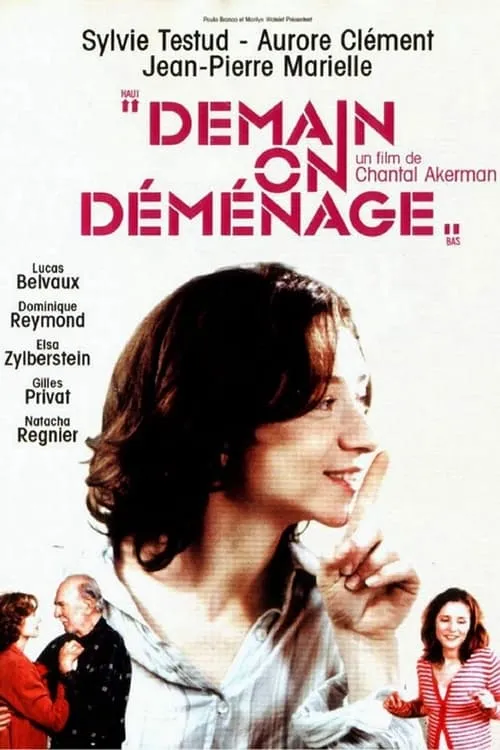 Paulo Branco et Marilyn Watelet Présentent
Sylvie Testud - Aurore Clément
Jean-Pierre Marielle
HAUT
" DEMAIN
ON
DÉMÉNAGE "
BAS
un film de
Chantal Akerman
Lucas
Belvaux
Dominique
Reymond
Elsa
Zylberstein
Gilles
Privat
Natacha
Regnier